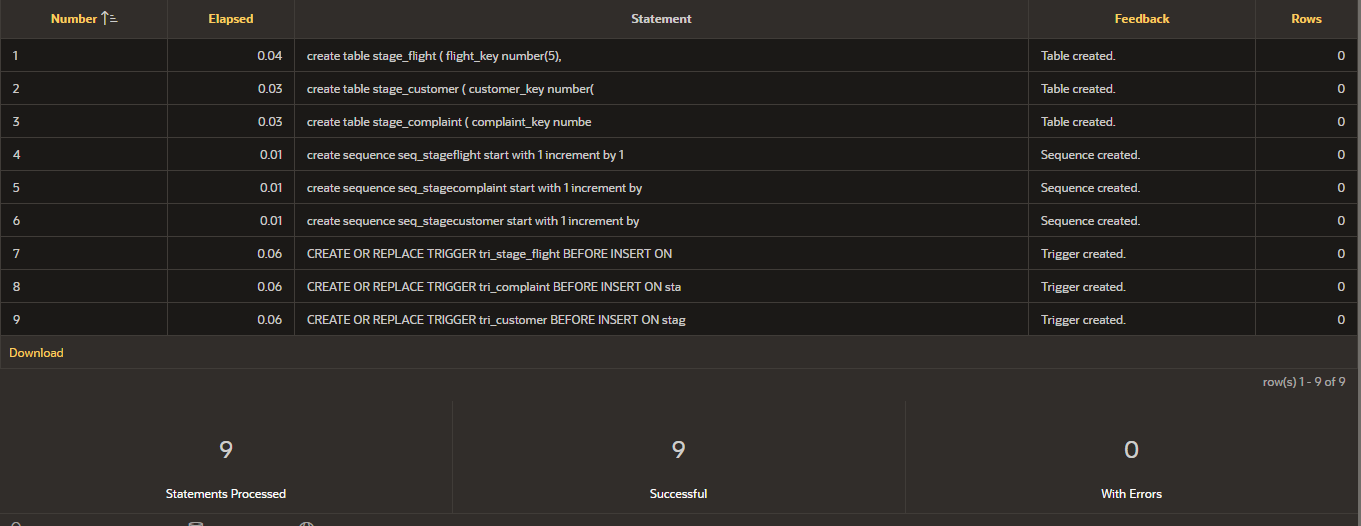 Number Elapsed Statement Feedback Rows
1 0.04 create table stage_flight ( flight_key number(5), Table created. 0
2 0.03 create table stage_customer ( customer_key number( Table created. 0
3 0.03 create table stage_complaint ( complaint_key numbe Table created. 0
4 0.01 create sequence seq_stageflight start with 1 increment by 1 Sequence created. 0
5 0.01 create sequence seq_stagecomplaint start with 1 increment by Sequence created. 0
6 0.01 create sequence seq_stagecustomer start with 1 increment by Sequence created. 0
7 0.06 CREATE OR REPLACE TRIGGER tri_stage_flight BEFORE INSERT ON Trigger created. 0
8 0.06 CREATE OR REPLACE TRIGGER tri_complaint BEFORE INSERT ON sta Trigger created. 0
9 0.06 CREATE OR REPLACE TRIGGER tri_customer BEFORE INSERT ON stag Trigger created. 0
Download
row(s) 1 - 9 of 9
9 9 0
Statements Processed Successful With Errors